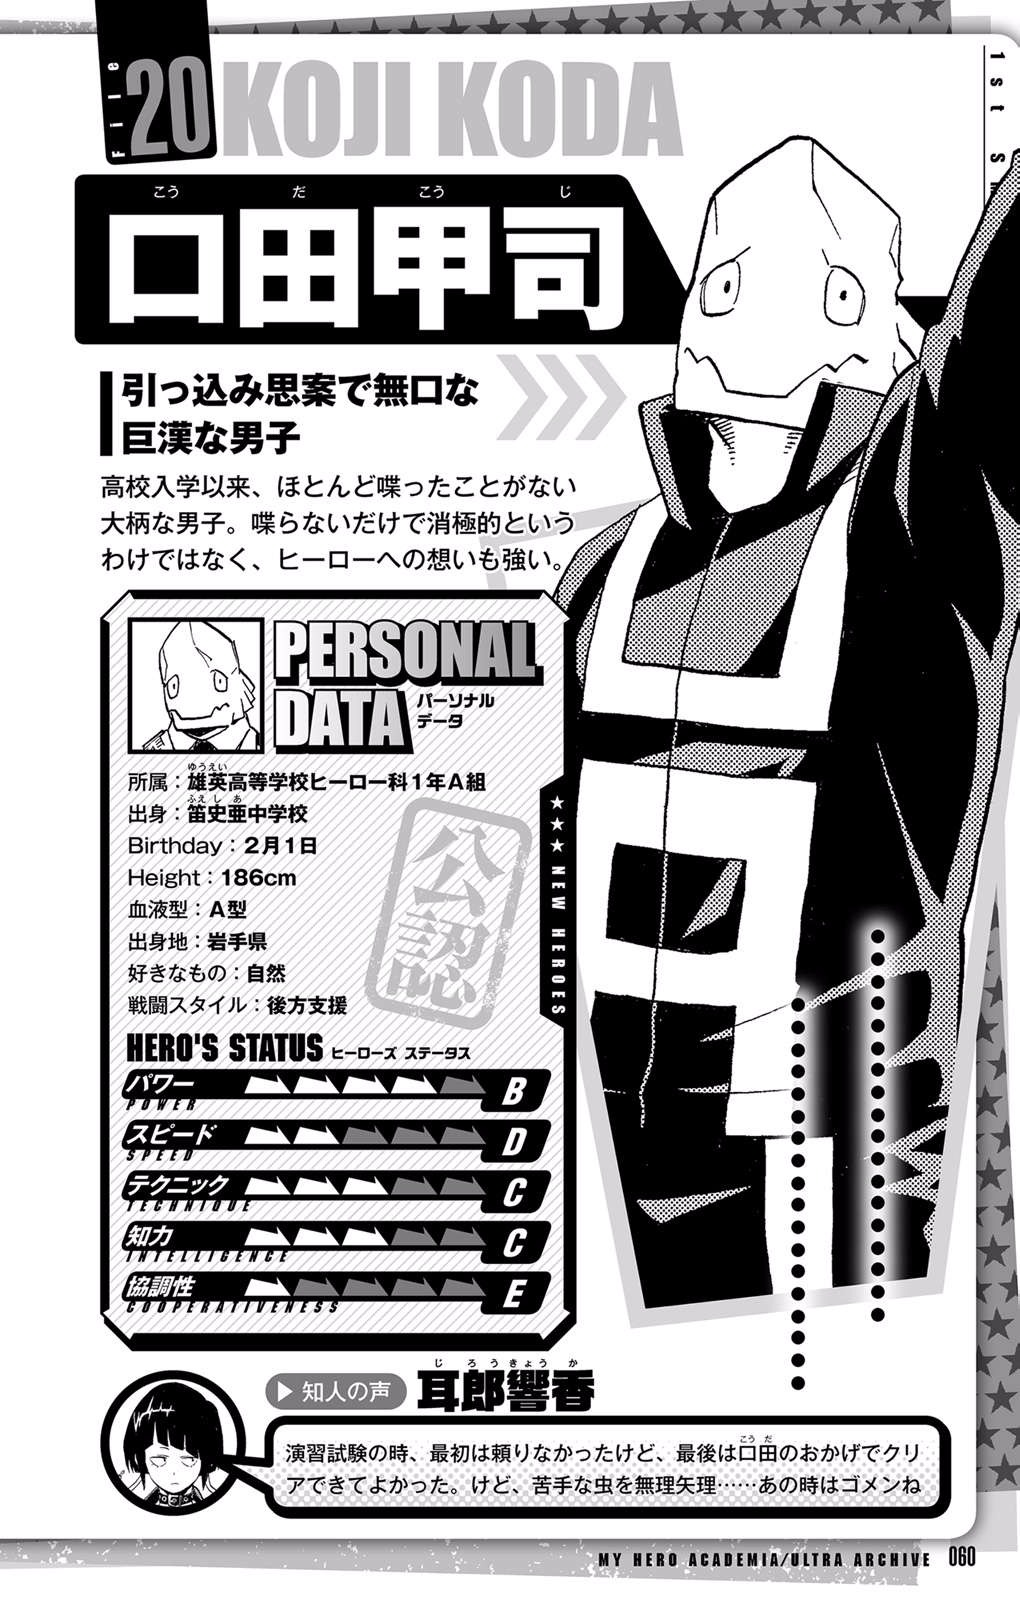 File
20
KOJI KODA
1st S
こう だ こう じ
口田甲司
引っ込み思案で無口な
巨漢な男子
高校入学以来、ほとんど喋ったことがない
大柄な男子。喋らないだけで消極的という
わけではなく、ヒーローへの想いも強い。
PERSONAL
DATA
パーソナル
データ
ゆうえい
所属：雄英高等学校ヒーロー科1年A組
ふえ し あ
出身：笛史亜中学校
Birthday：2月1日
Height：186cm
血液型：A型
出身地：岩手県
好きなもの：自然
戦闘スタイル：後方支援
公認
★★★ NEW HEROES
HERO'S STATUS ヒーローズ ステータス
パワー
POWER
B
スピード
SPEED
D
テクニック
TECHNIQUE
C
知力
INTELLIGENCE
C
協調性
COOPERATIVENESS
E
じ ろうきょう か
▶ 知人の声 耳郎響香
こう だ
演習試験の時、最初は頼りなかったけど、最後は口田のおかげでクリ
アできてよかった。けど、苦手な虫を無理矢理……あの時はゴメンね
MY HERO ACADEMIA/ULTRA ARCHIVE 060